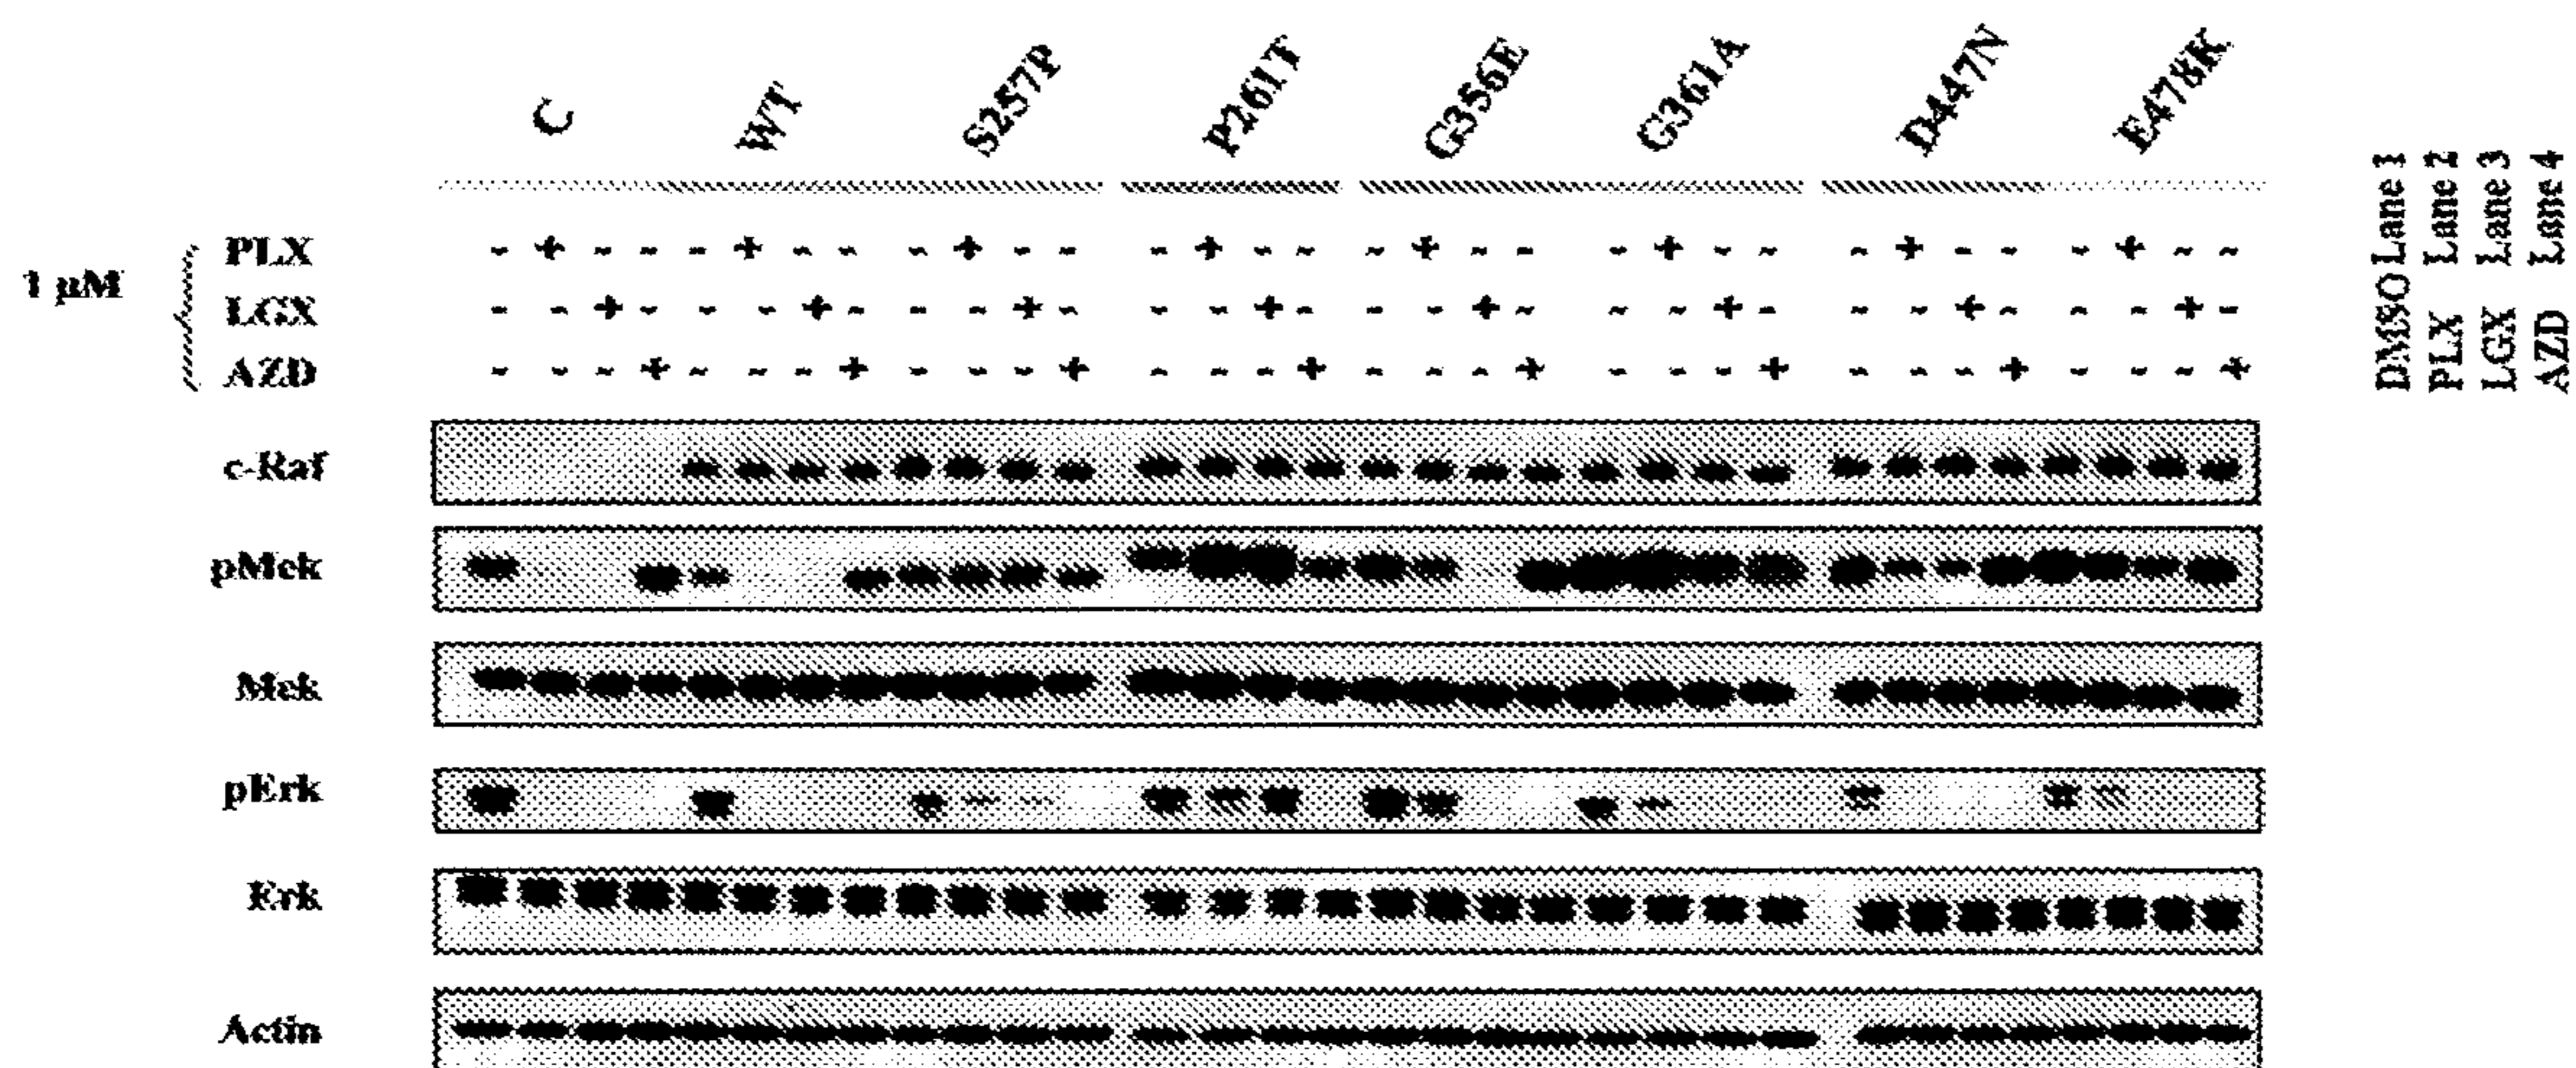 C WT S257P P261T G356E G361A D447N E478K
1 µM
PLX - + - - - + - - - + - - - + - - - + - - - + - - - + - - - + - -
LGX - - + - - - + - - - + - - - + - - - + - - - + - - - + - - - + -
AZD - - - + - - - + - - - + - - - + - - - + - - - + - - - + - - - +
DMSO Lane 1
PLX Lane 2
LGX Lane 3
AZD Lane 4
c-Raf
pMek
Mek
pErk
Erk
Actin